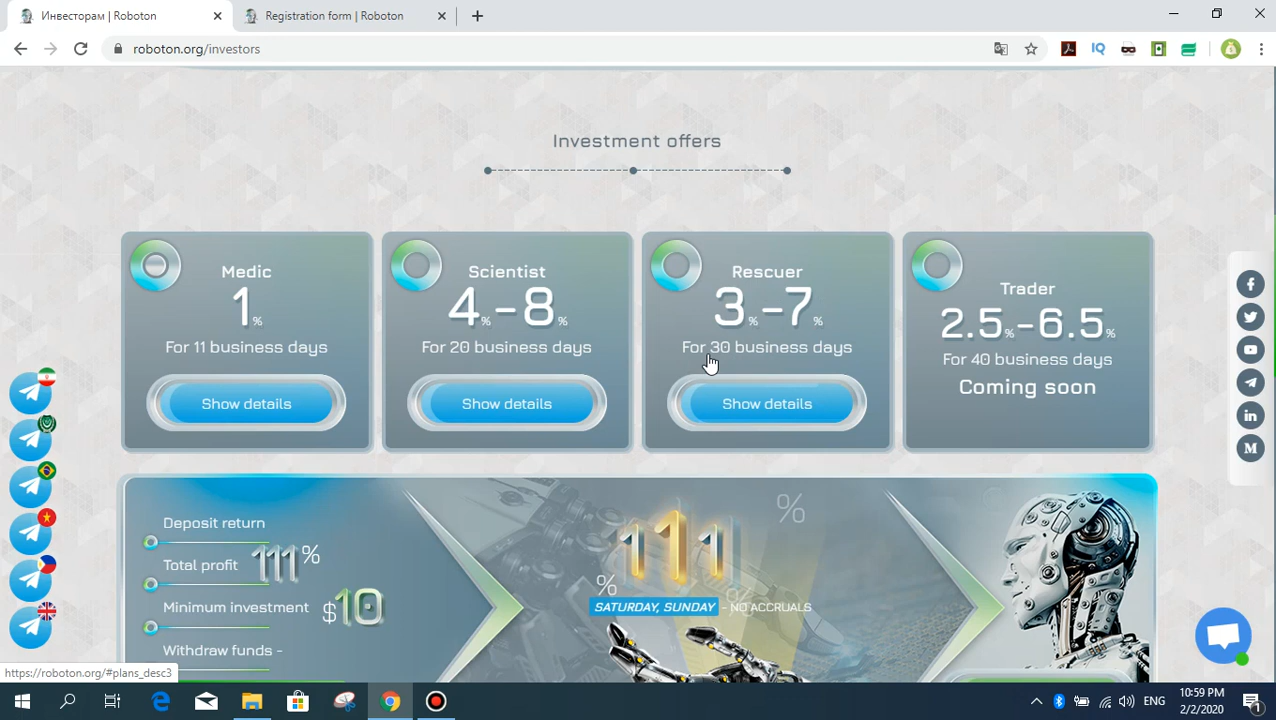 Инвесторам | Roboton
Registration form | Roboton
roboton.org/investors
IQ
Investment offers
Medic
1%
For 11 business days
Show details
Scientist
4%-8%
For 20 business days
Show details
Rescuer
3%-7%
For 30 business days
Show details
Trader
2.5%-6.5%
For 40 business days
Coming soon
Deposit return
Total profit 111%
Minimum investment $10
Withdraw funds -
%
111
%
%
SATURDAY, SUNDAY - NO ACCRUALS
https://roboton.org/#plans_desc3
ENG
10:59 PM
2/2/2020
1